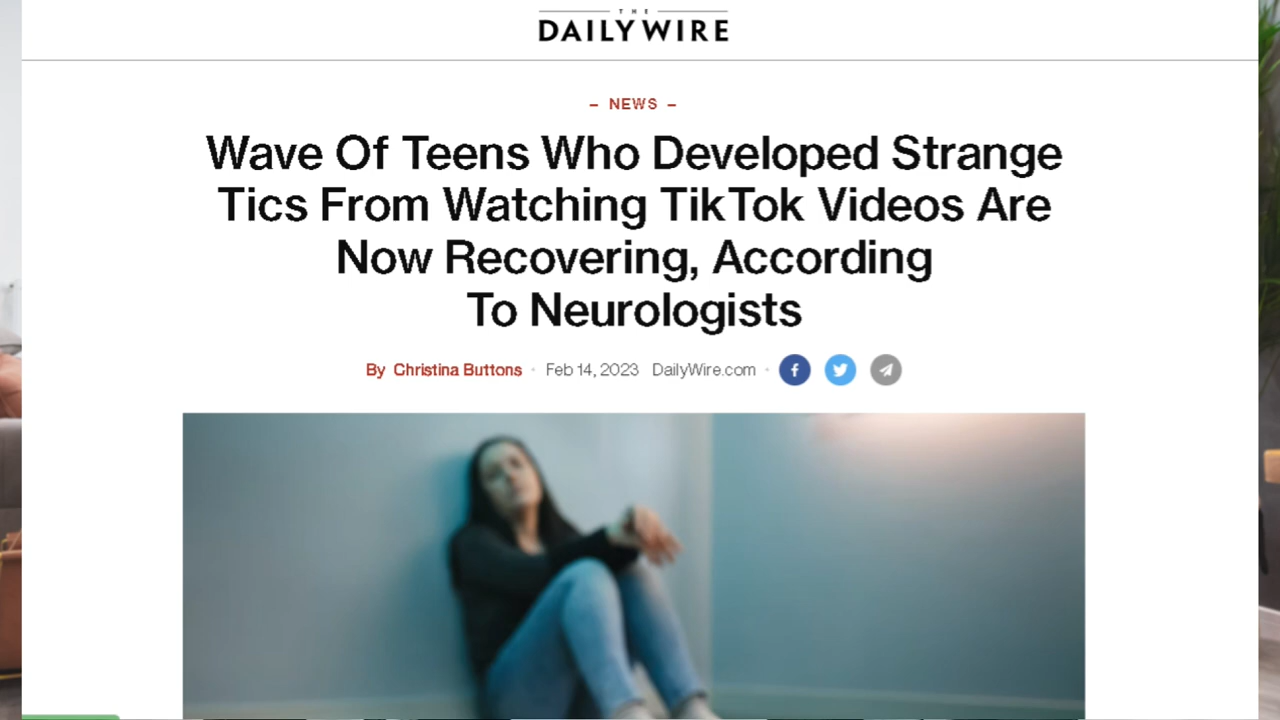 THE
DAILY WIRE
– NEWS –
Wave Of Teens Who Developed Strange
Tics From Watching TikTok Videos Are
Now Recovering, According
To Neurologists
By Christina Buttons · Feb 14, 2023 DailyWire.com ·